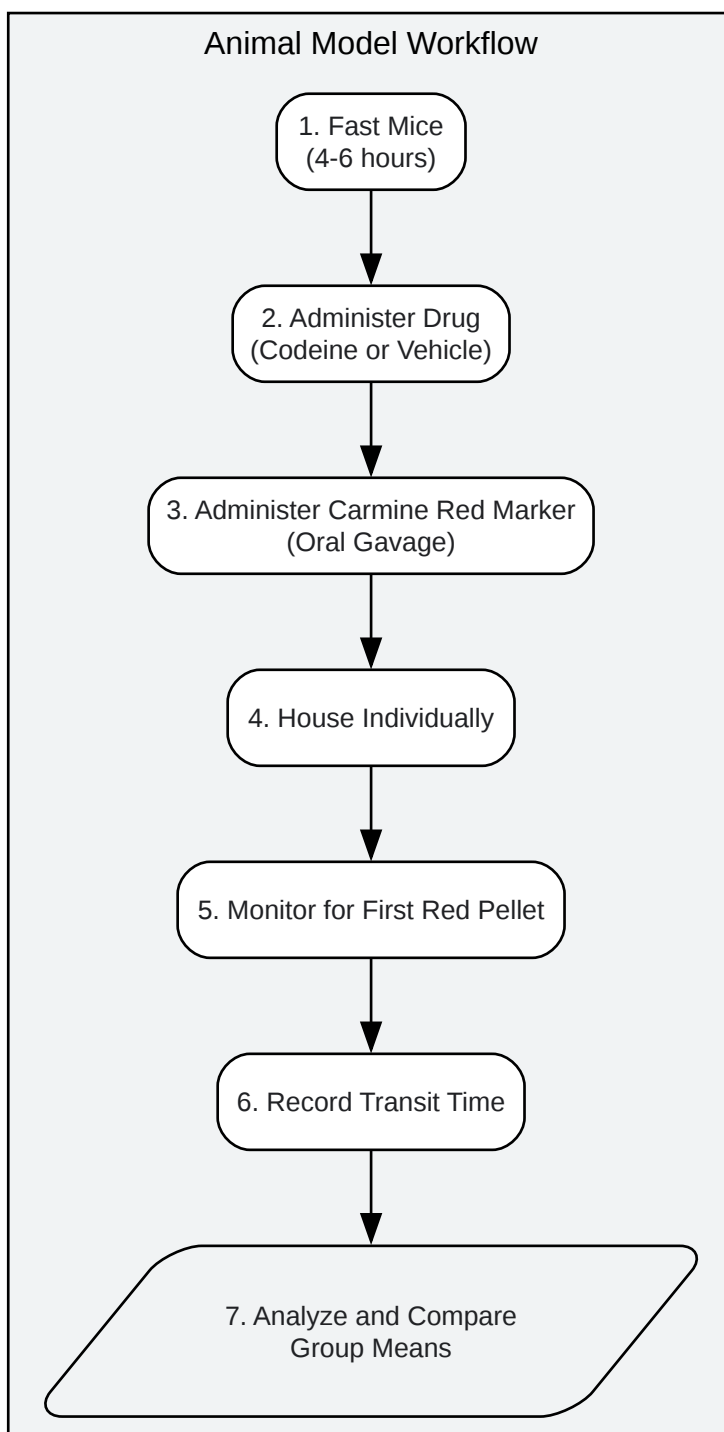 Animal Model Workflow
1. Fast Mice
(4-6 hours)
2. Administer Drug
(Codeine or Vehicle)
3. Administer Carmine Red Marker
(Oral Gavage)
4. House Individually
5. Monitor for First Red Pellet
6. Record Transit Time
7. Analyze and Compare
Group Means